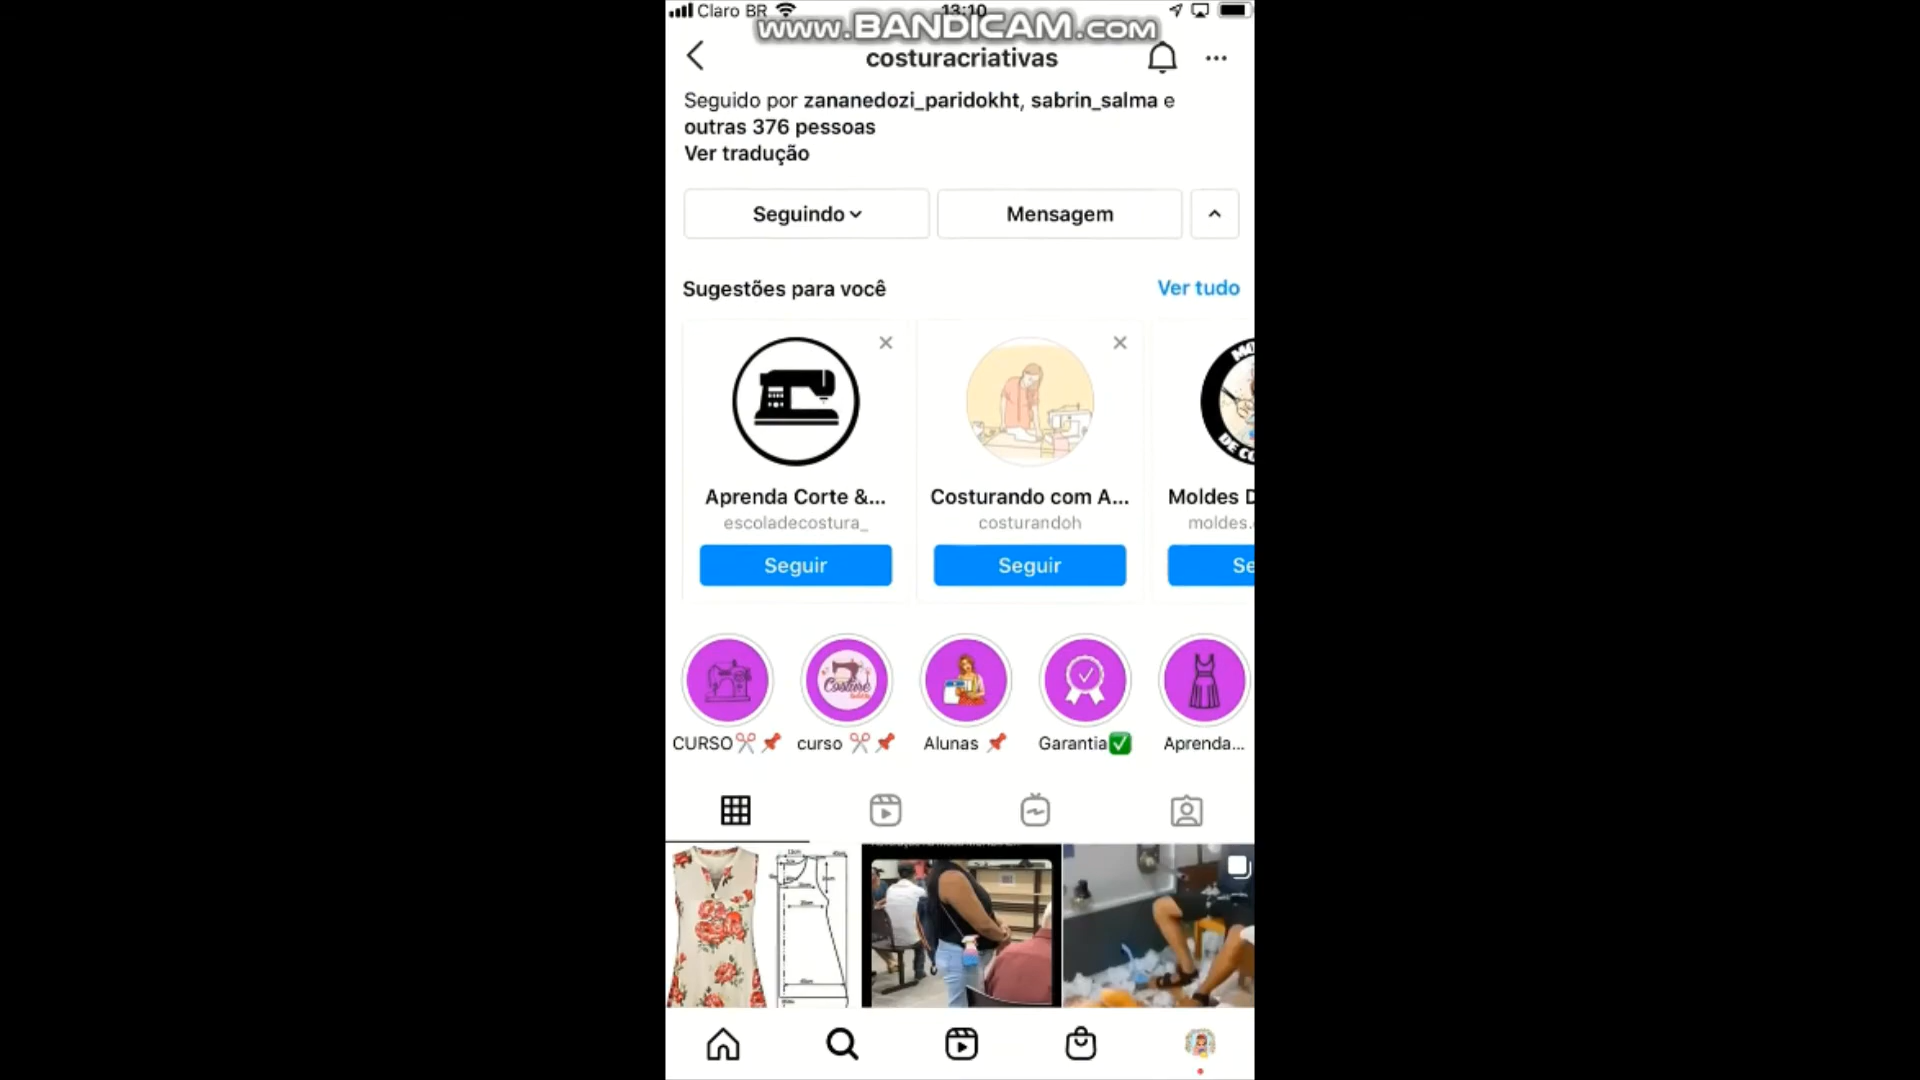 Claro BR
13:10
www.BANDICAM.com
costuracriativas
Seguido por zananedozi_paridokht, sabrin_salma e
outras 376 pessoas
Ver tradução
Seguindo
Mensagem
Sugestões para você
Ver tudo
Aprenda Corte &...
escoladecostura_
Seguir
Costurando com A...
costurandoh
Seguir
Moldes D
moldes.
Se
Costure
CURSO✂️📌
curso ✂️📌
Alunas 📌
Garantia✅
Aprenda...